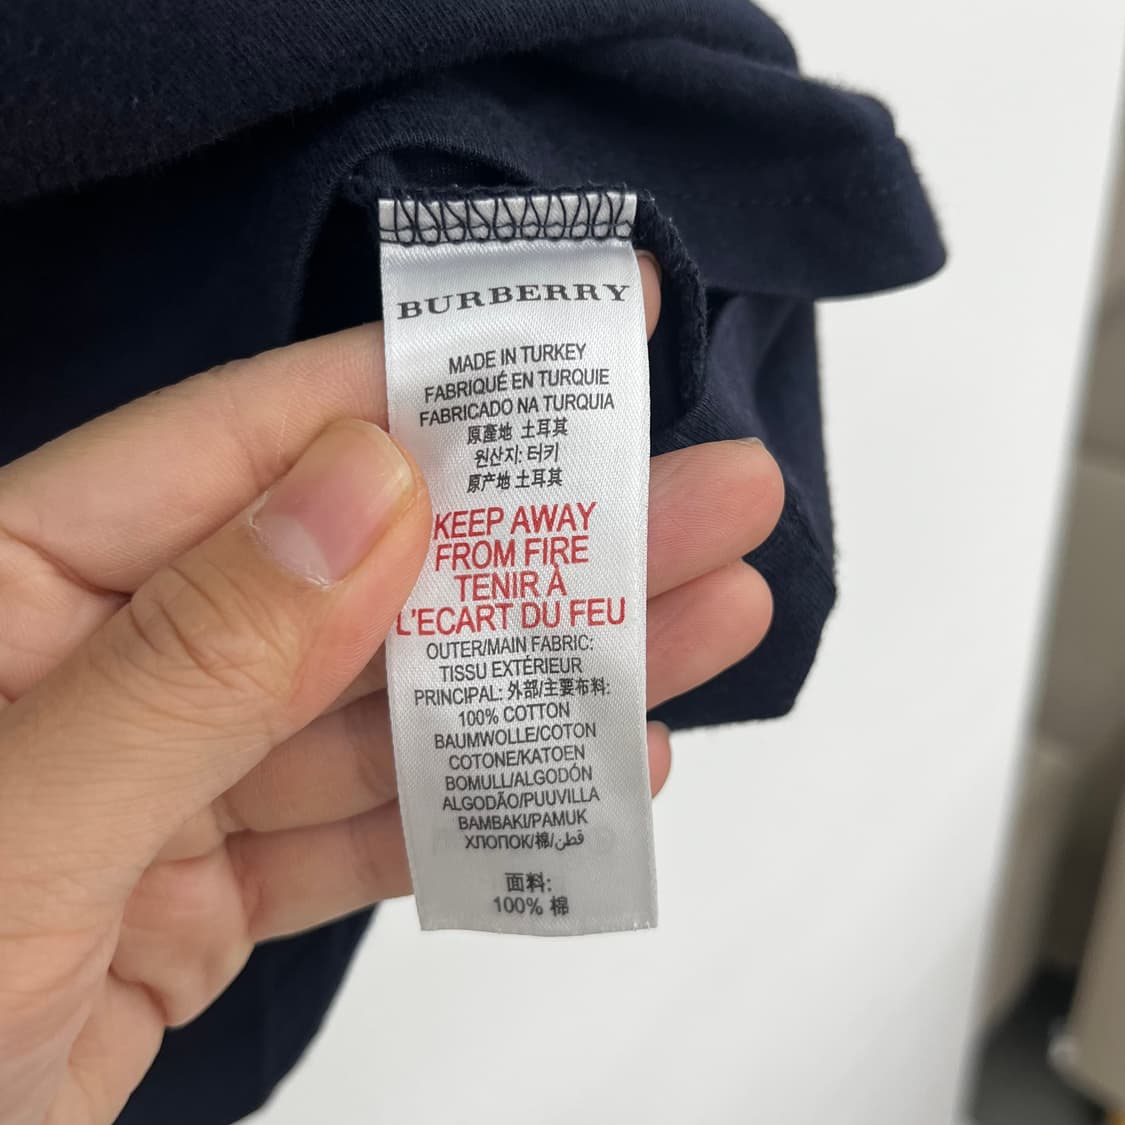 BURBERRY
MADE IN TURKEY
FABRIQUÉ EN TURQUIE
FABRICADO NA TURQUIA
原產地 土耳其
원산지: 터키
原产地 土耳其
KEEP AWAY
FROM FIRE
TENIR À
L'ECART DU FEU
OUTER/MAIN FABRIC:
TISSU EXTÉRIEUR
PRINCIPAL: 外部/主要布料:
100% COTTON
BAUMWOLLE/COTON
COTONE/KATOEN
BOMULL/ALGODÓN
ALGODÃO/PUUVILLA
BAMBAKI/PAMUK
ХЛОПОК/棉/قطن
面料:
100% 棉